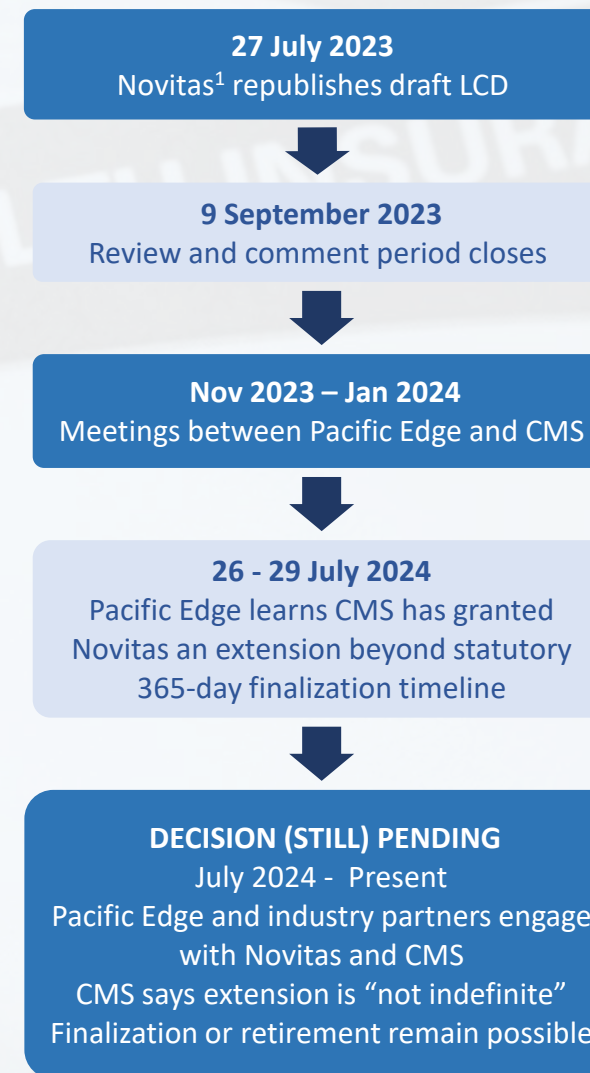 27 July 2023
Novitas¹ republishes draft LCD
9 September 2023
Review and comment period closes
Nov 2023 – Jan 2024
Meetings between Pacific Edge and CMS
26 - 29 July 2024
Pacific Edge learns CMS has granted
Novitas an extension beyond statutory
365-day finalization timeline
DECISION (STILL) PENDING
July 2024 - Present
Pacific Edge and industry partners engage
with Novitas and CMS
CMS says extension is “not indefinite”
Finalization or retirement remain possible